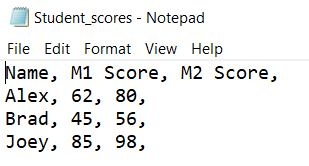 Student_scores - Notepad
File Edit Format View Help
Name, M1 Score, M2 Score,
Alex, 62, 80,
Brad, 45, 56,
Joey, 85, 98,